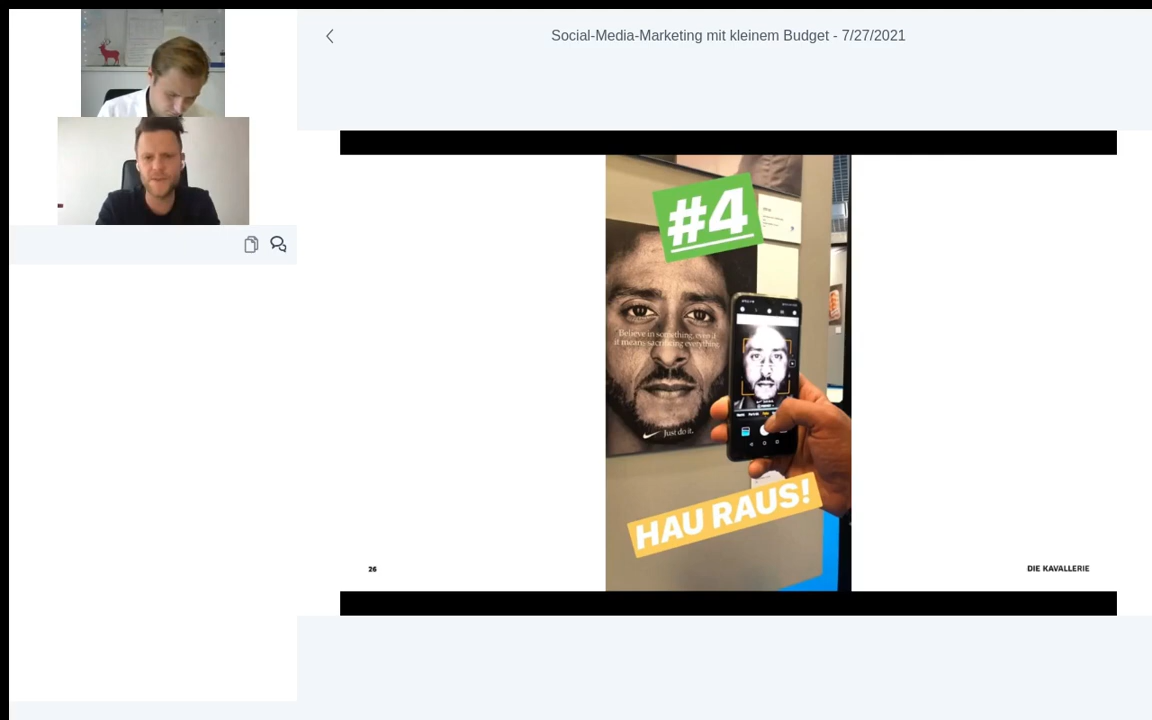 Social-Media-Marketing mit kleinem Budget - 7/27/2021
#4
Believe in something, even if
it means sacrificing everything.
Just do it.
HAU RAUS!
26
DIE KAVALLERIE